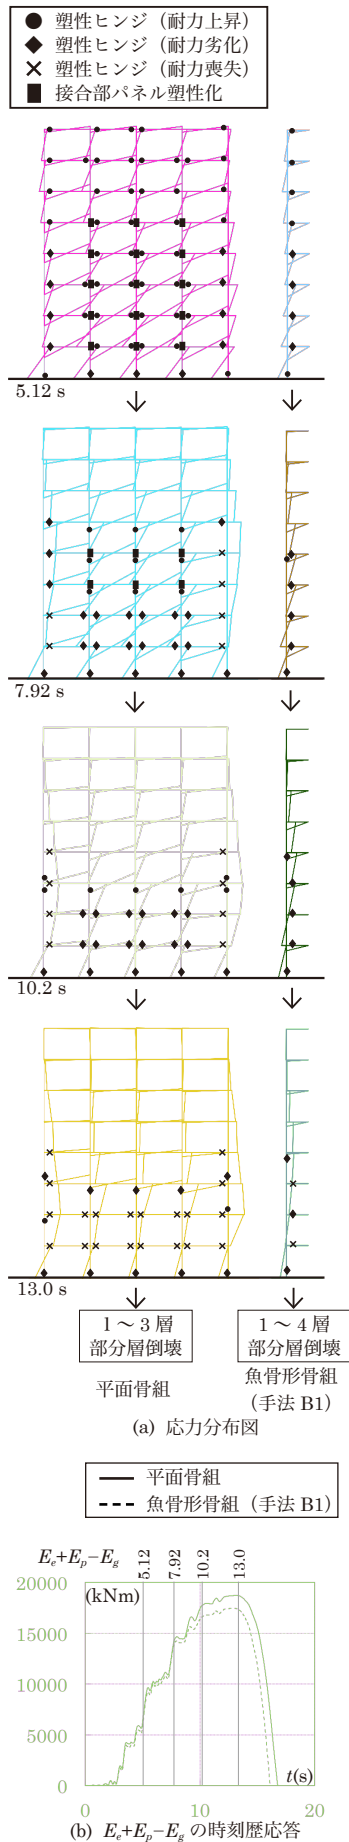 ● 塑性ヒンジ（耐力上昇）
◆ 塑性ヒンジ（耐力劣化）
× 塑性ヒンジ（耐力喪失）
■ 接合部パネル塑性化
5.12 s
7.92 s
10.2 s
13.0 s
1～3層
部分層倒壊
平面骨組
1～4層
部分層倒壊
魚骨形骨組
（手法 B1）
(a) 応力分布図
平面骨組
魚骨形骨組（手法 B1）
Ee+Ep−Eg
5.12
7.92
10.2
13.0
(kNm)
20000
15000
10000
5000
0
t(s)
0
10
20
(b) Ee+Ep−Eg の時刻歴応答